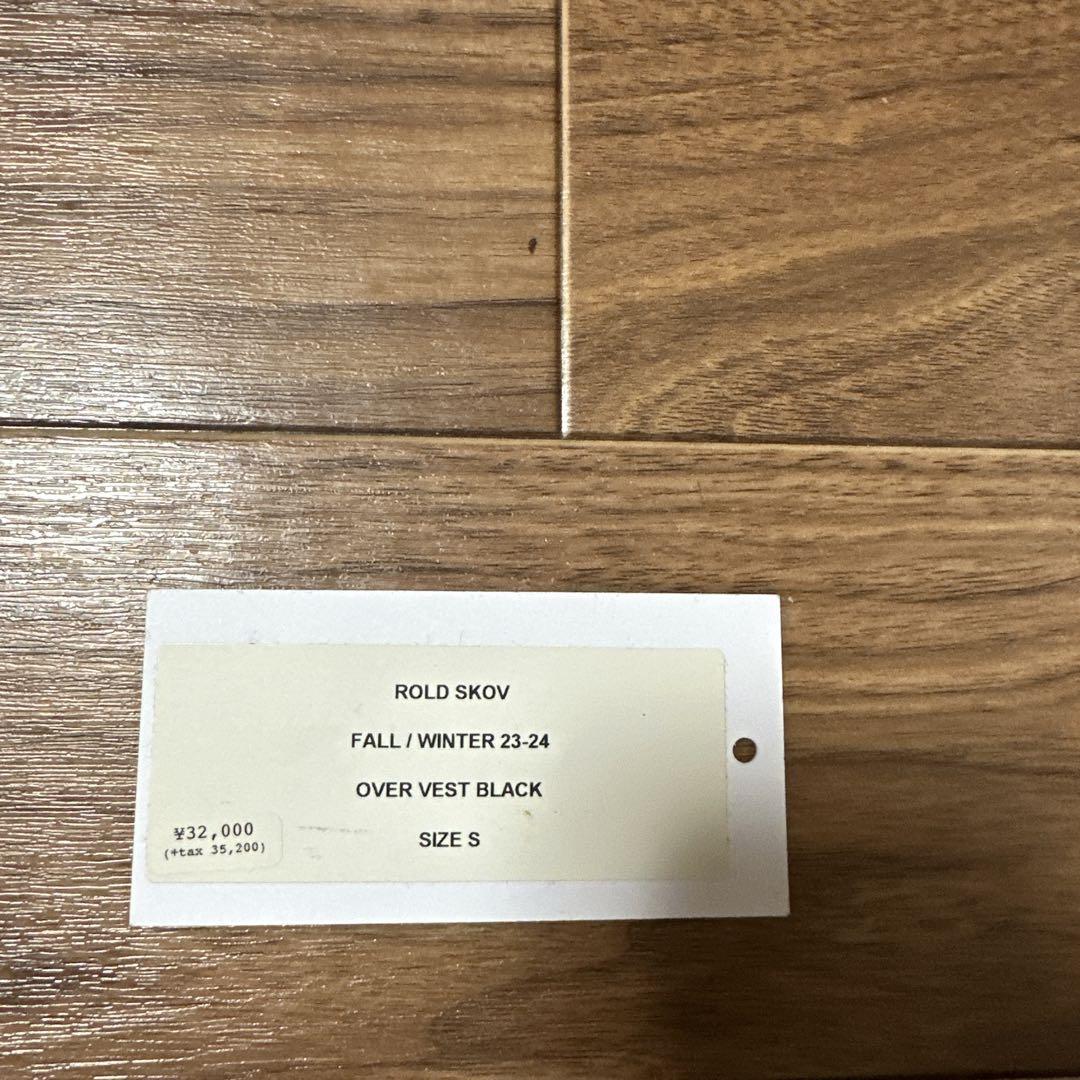 ROLD SKOV
FALL / WINTER 23-24
OVER VEST BLACK
SIZE S
¥32,000
(+tax 35,200)